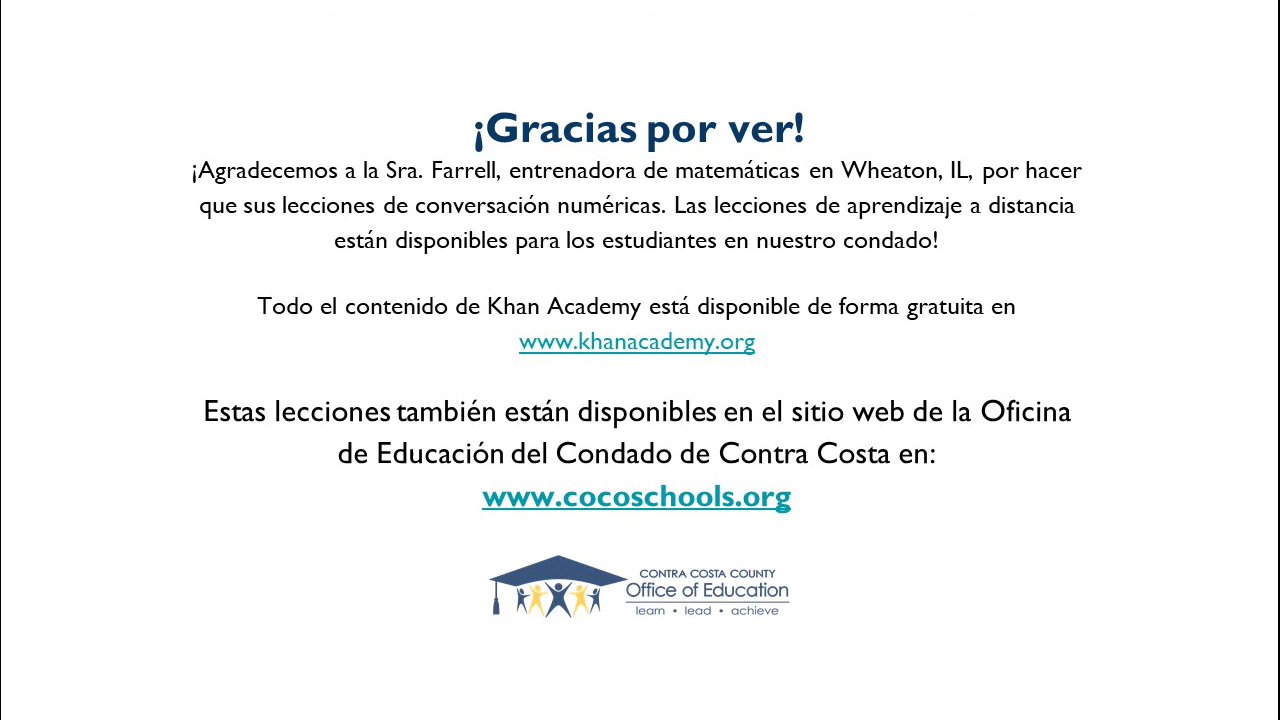 ¡Gracias por ver!
¡Agradecemos a la Sra. Farrell, entrenadora de matemáticas en Wheaton, IL, por hacer
que sus lecciones de conversación numéricas. Las lecciones de aprendizaje a distancia
están disponibles para los estudiantes en nuestro condado!
Todo el contenido de Khan Academy está disponible de forma gratuita en
www.khanacademy.org
Estas lecciones también están disponibles en el sitio web de la Oficina
de Educación del Condado de Contra Costa en:
www.cocoschools.org
CONTRA COSTA COUNTY
Office of Education
learn • lead • achieve